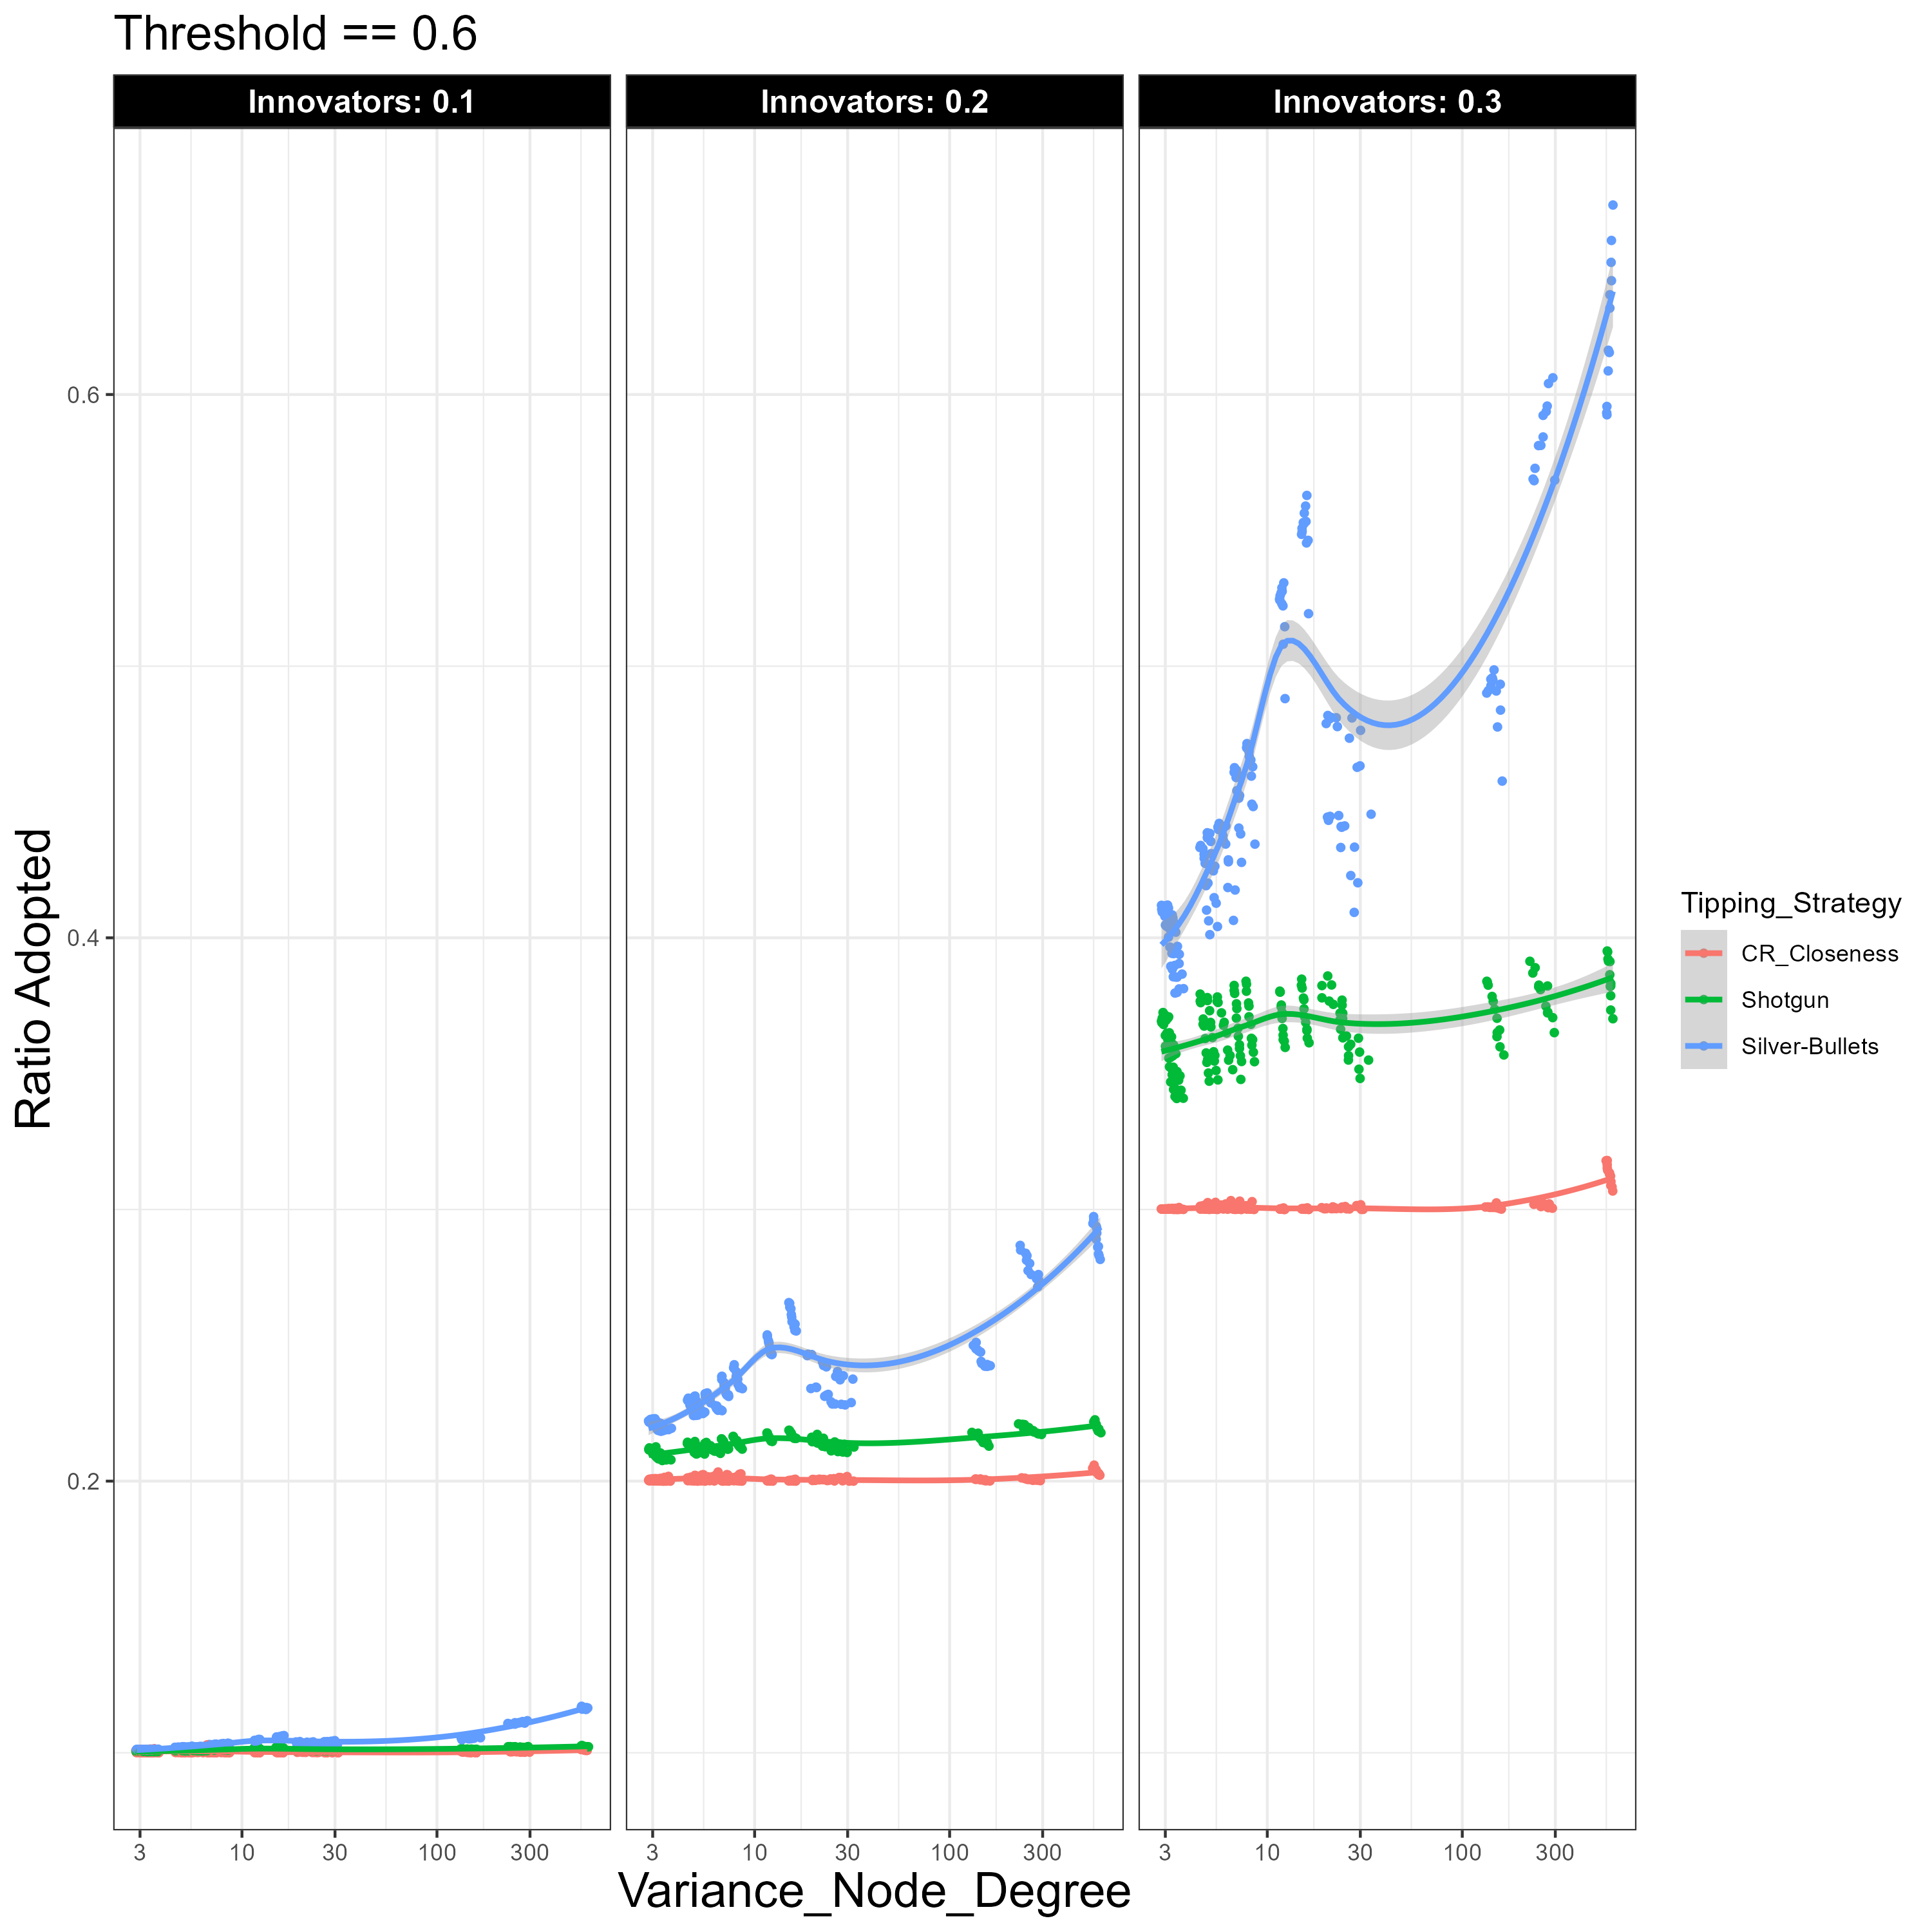 Threshold == 0.6
Innovators: 0.1
Innovators: 0.2
Innovators: 0.3
0.6
0.4
0.2
Ratio Adopted
3 10 30 100 300
3 10 30 100 300
3 10 30 100 300
Variance_Node_Degree
Tipping_Strategy
CR_Closeness
Shotgun
Silver-Bullets